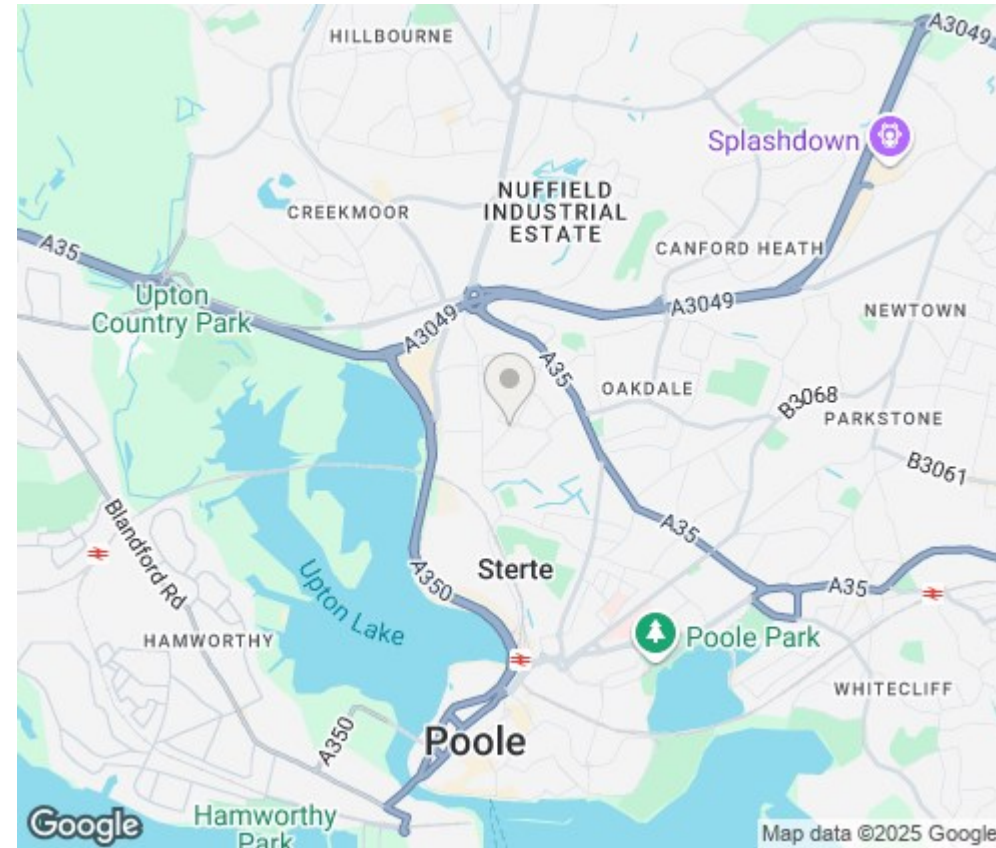 A3049
HILLBOURNE
Splashdown
NUFFIELD
INDUSTRIAL
ESTATE
CREEKMOOR
CANFORD HEATH
A35
Upton
Country Park
A3049
A3049
NEWTOWN
A35
OAKDALE
B3068
PARKSTONE
B3061
Blandford Rd
A35
Sterte
A350
A35
Upton Lake
HAMWORTHY
Poole Park
WHITECLIFF
A350
Poole
Hamworthy
Park
Google
Map data ©2025 Google